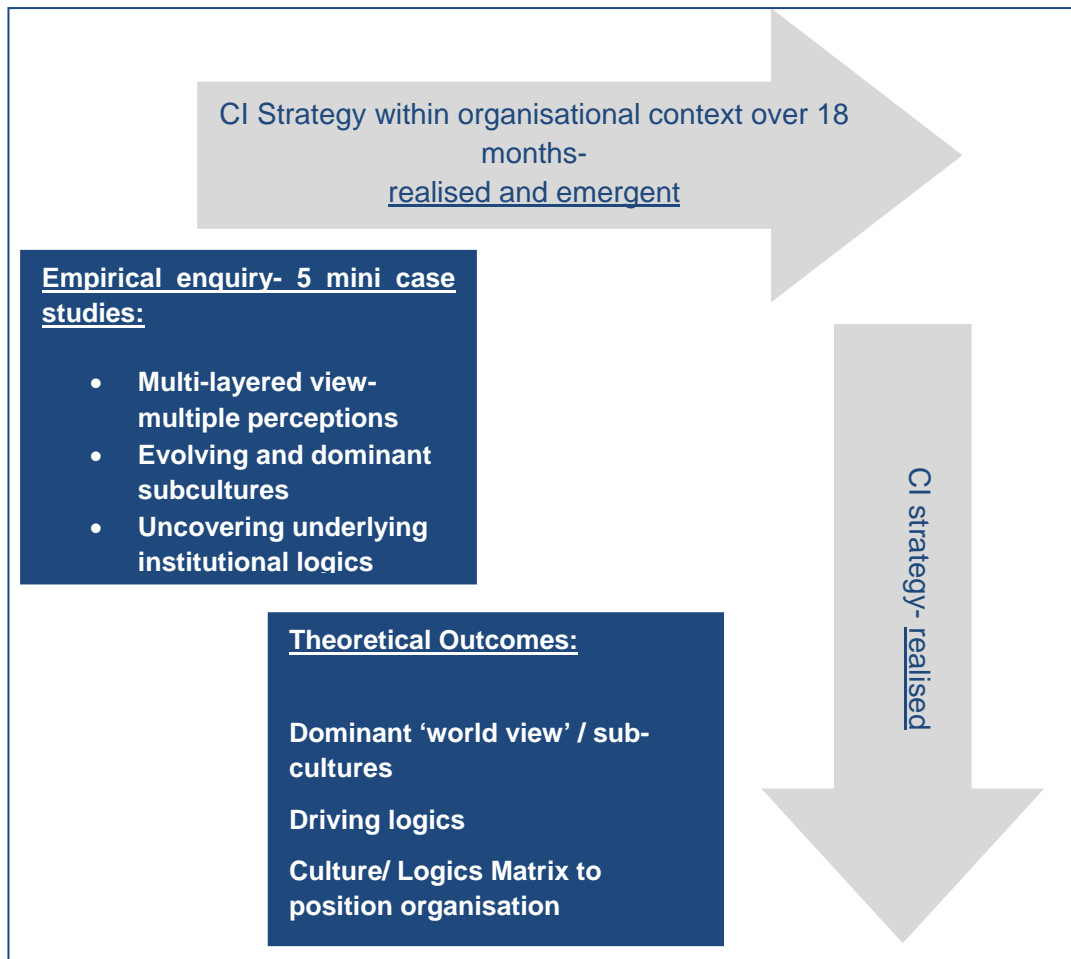 CI Strategy within organisational context over 18
months-
realised and emergent
Empirical enquiry- 5 mini case
studies:
• Multi-layered view-
multiple perceptions
• Evolving and dominant
subcultures
• Uncovering underlying
institutional logics
CI strategy- realised
Theoretical Outcomes:
Dominant ‘world view’ / sub-
cultures
Driving logics
Culture/ Logics Matrix to
position organisation